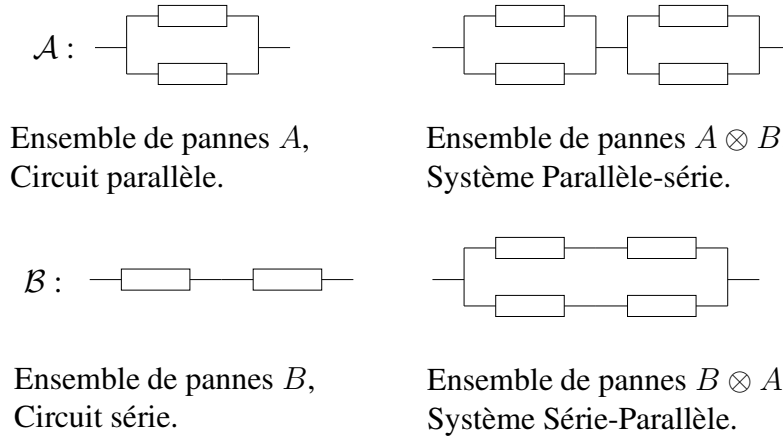 𝒜 :
Ensemble de pannes A,
Circuit parallèle.
Ensemble de pannes A ⊗ B
Système Parallèle-série.
ℬ :
Ensemble de pannes B,
Circuit série.
Ensemble de pannes B ⊗ A
Système Série-Parallèle.